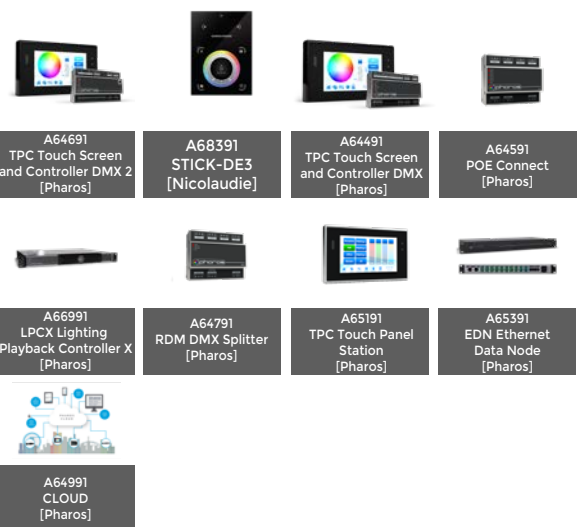 A64691
TPC Touch Screen
and Controller DMX 2
[Pharos]
A68391
STICK-DE3
[Nicolaudie]
A64491
TPC Touch Screen
and Controller DMX
[Pharos]
A64591
POE Connect
[Pharos]
A66991
LPCX Lighting
Playback Controller X
[Pharos]
A64791
RDM DMX Splitter
[Pharos]
A65191
TPC Touch Panel
Station
[Pharos]
A65391
EDN Ethernet
Data Node
[Pharos]
A64991
CLOUD
[Pharos]